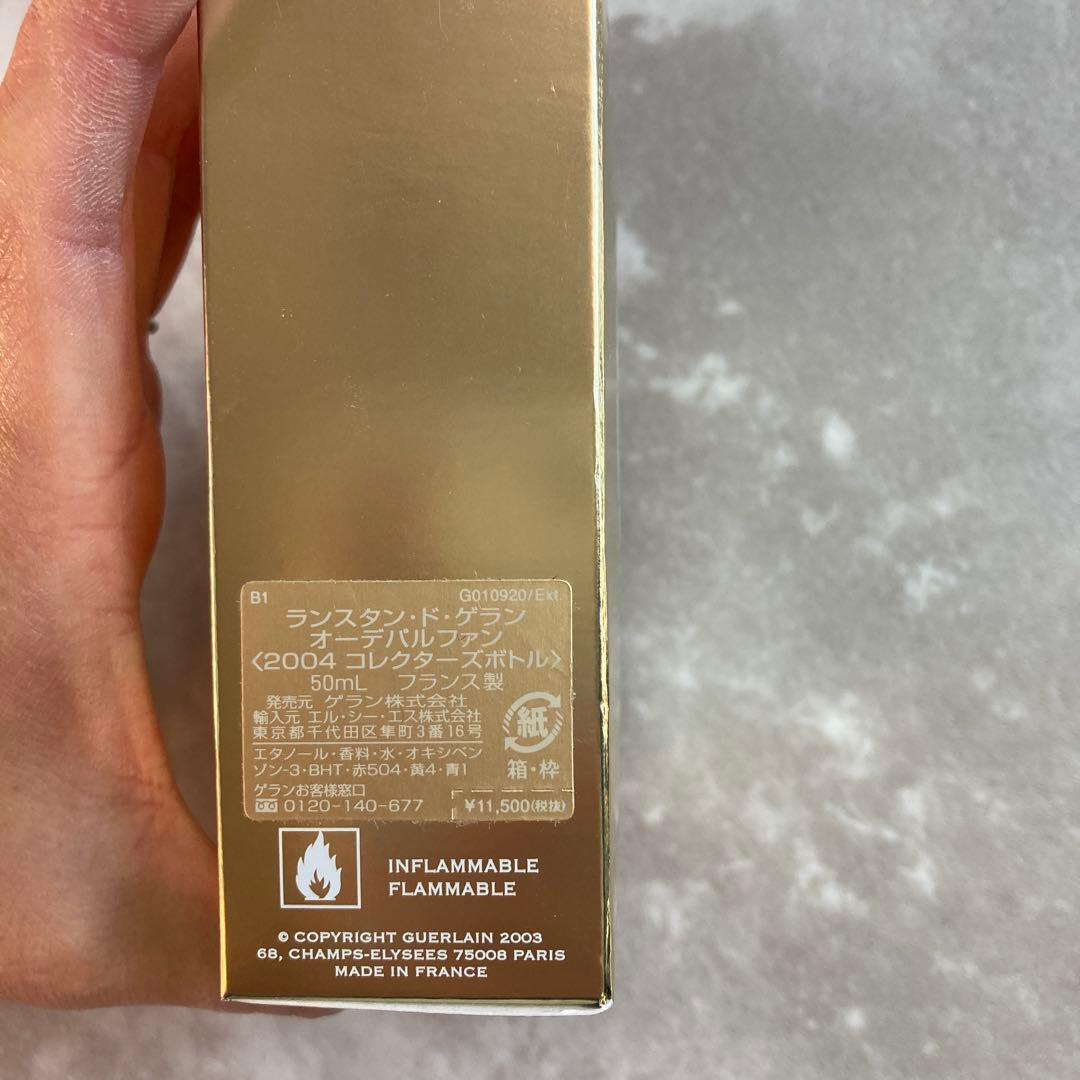 B1 G010920/Ext.
ランスタン・ド・ゲラン
オーデパルファン
〈2004 コレクターズボトル〉
50mL フランス製
発売元 ゲラン株式会社
輸入元 エル・シー・エス株式会社
東京都千代田区隼町3番16号
エタノール・香料・水・オキシベン
ゾン-3・BHT・赤504・黄4・青1
紙
箱・枠
ゲランお客様窓口
0120-140-677
¥11,500(税抜)
INFLAMMABLE
FLAMMABLE
© COPYRIGHT GUERLAIN 2003
68, CHAMPS-ELYSEES 75008 PARIS
MADE IN FRANCE